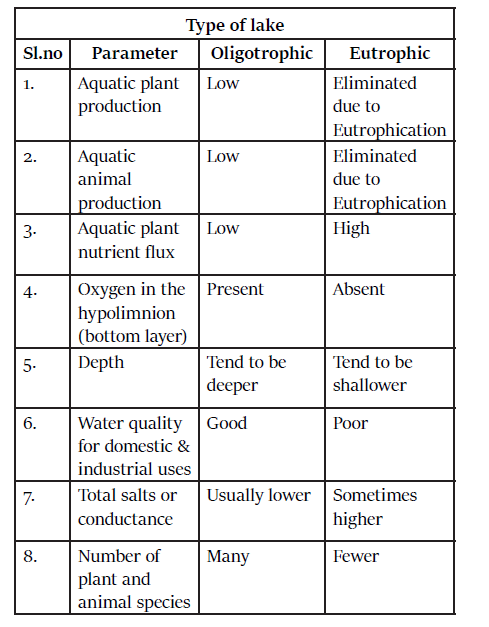 Type of lake
Sl.no Parameter Oligotrophic Eutrophic
1. Aquatic plant Low Eliminated
production due to
Eutrophication
2. Aquatic Low Eliminated
animal due to
production Eutrophication
3. Aquatic plant Low High
nutrient flux
4. Oxygen in the Present Absent
hypolimnion
(bottom layer)
5. Depth Tend to be Tend to be
deeper shallower
6. Water quality Good Poor
for domestic &
industrial uses
7. Total salts or Usually lower Sometimes
conductance higher
8. Number of Many Fewer
plant and
animal species